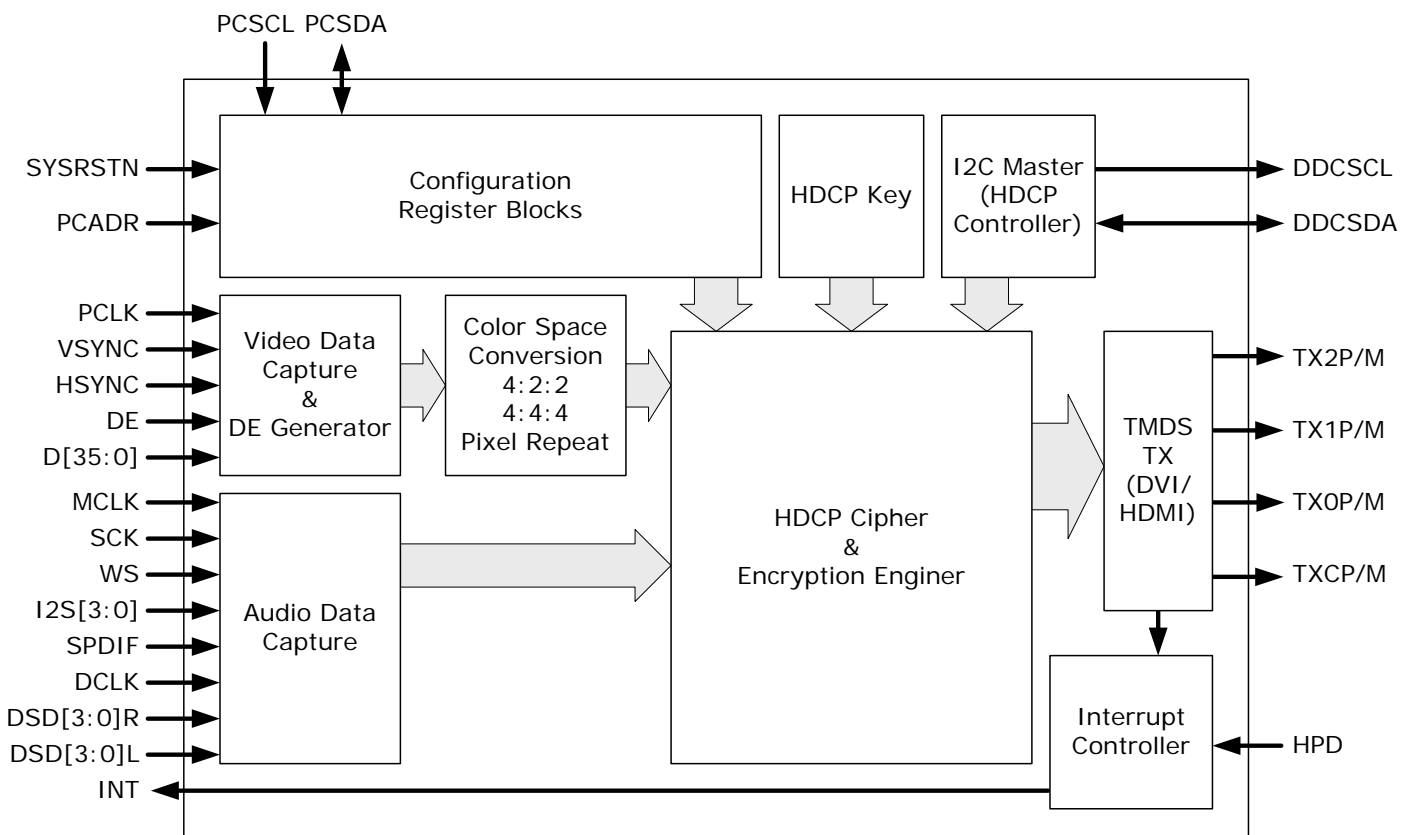 PCSCL PCSDA
SYSRSTN
PCADR
Configuration
Register Blocks
HDCP Key
I2C Master
(HDCP
Controller)
DDCSCL
DDCSDA
PCLK
VSYNC
HSYNC
DE
D[35:0]
Video Data
Capture
&
DE Generator
Color Space
Conversion
4:2:2
4:4:4
Pixel Repeat
HDCP Cipher
&
Encryption Enginer
TMDS
TX
(DVI/
HDMI)
TX2P/M
TX1P/M
TX0P/M
TXCP/M
MCLK
SCK
WS
I2S[3:0]
SPDIF
DCLK
DSD[3:0]R
DSD[3:0]L
Audio Data
Capture
Interrupt
Controller
HPD
INT